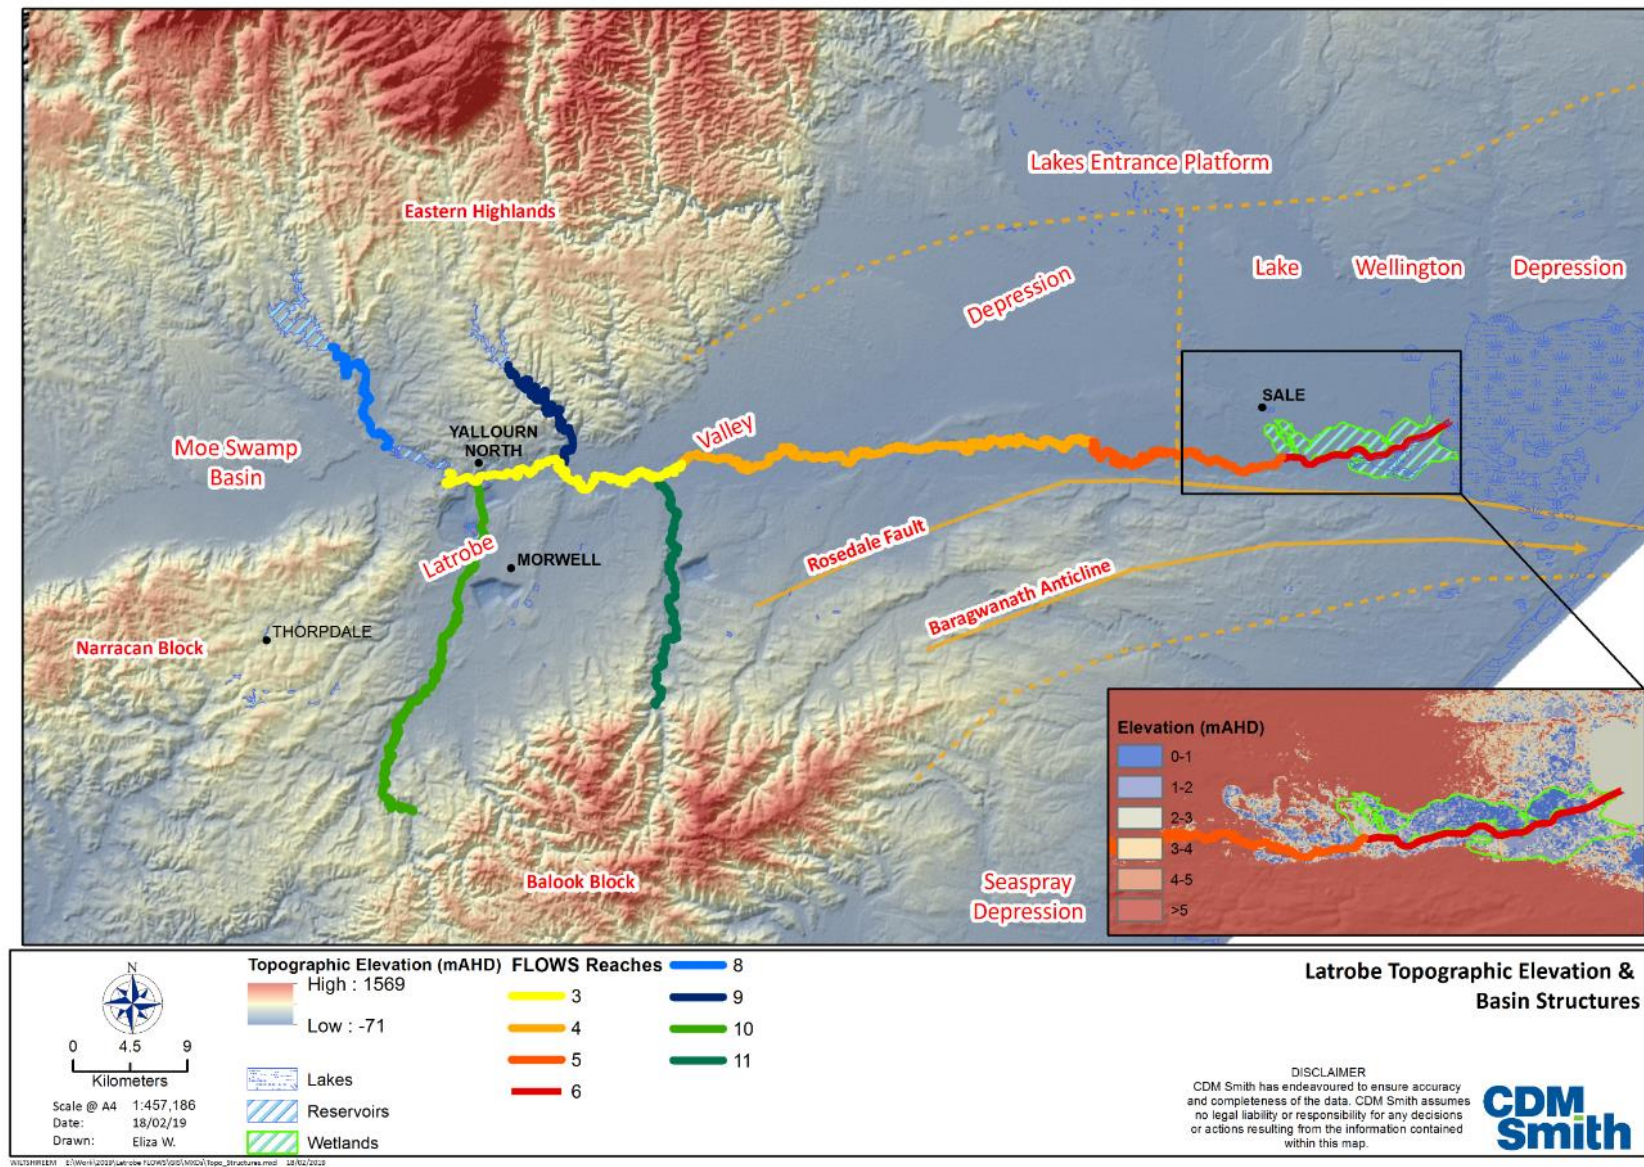 Lakes Entrance Platform
Eastern Highlands
Depression
Lake Wellington Depression
SALE
Valley
YALLOURN
NORTH
Moe Swamp
Basin
Rosedale Fault
Latrobe
MORWELL
Baragwanath Anticline
THORPDALE
Narracan Block
Balook Block
Seaspray
Depression
Elevation (mAHD)
0-1
1-2
2-3
3-4
4-5
>5
N
0 4.5 9
Kilometers
Scale @ A4 1:457,186
Date: 18/02/19
Drawn: Eliza W.
Topographic Elevation (mAHD)
High : 1569
Low : -71
Lakes
Reservoirs
Wetlands
FLOWS Reaches
3
4
5
6
8
9
10
11
Latrobe Topographic Elevation &
Basin Structures
DISCLAIMER
CDM Smith has endeavoured to ensure accuracy
and completeness of the data. CDM Smith assumes
no legal liability or responsibility for any decisions
or actions resulting from the information contained
within this map.
CDM
Smith
18/02/2019